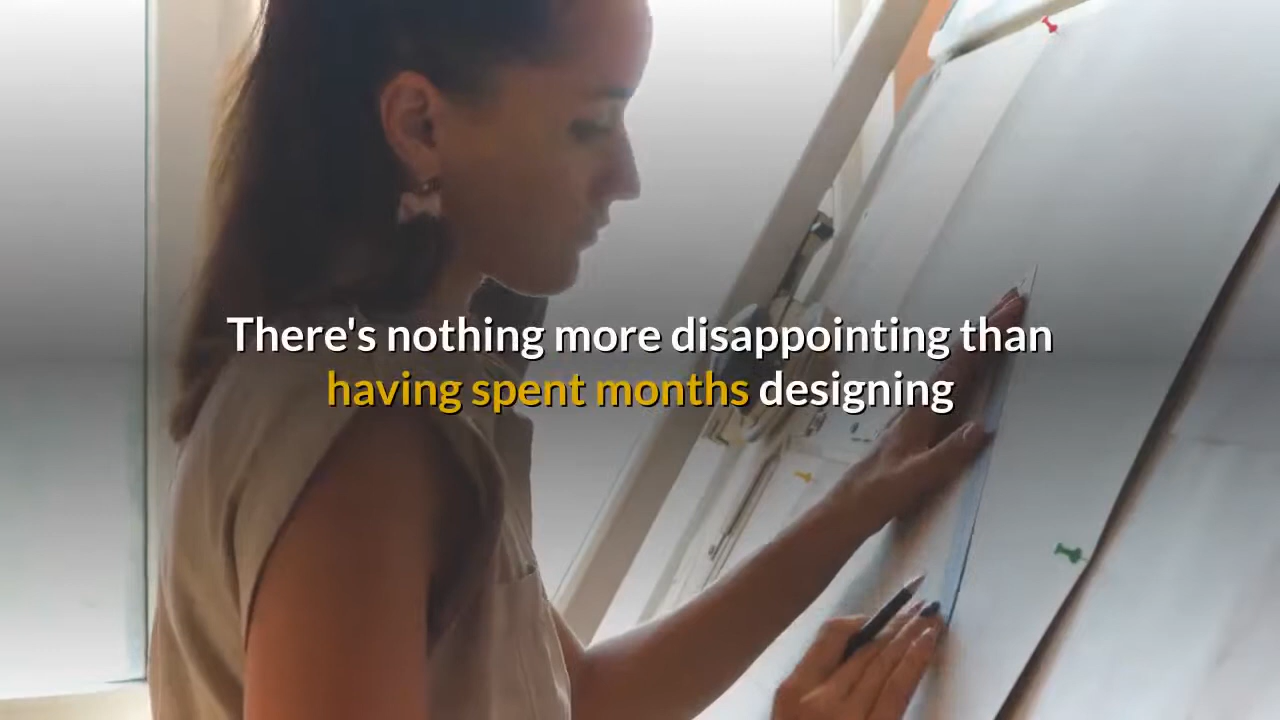 There's nothing more disappointing than
having spent months designing